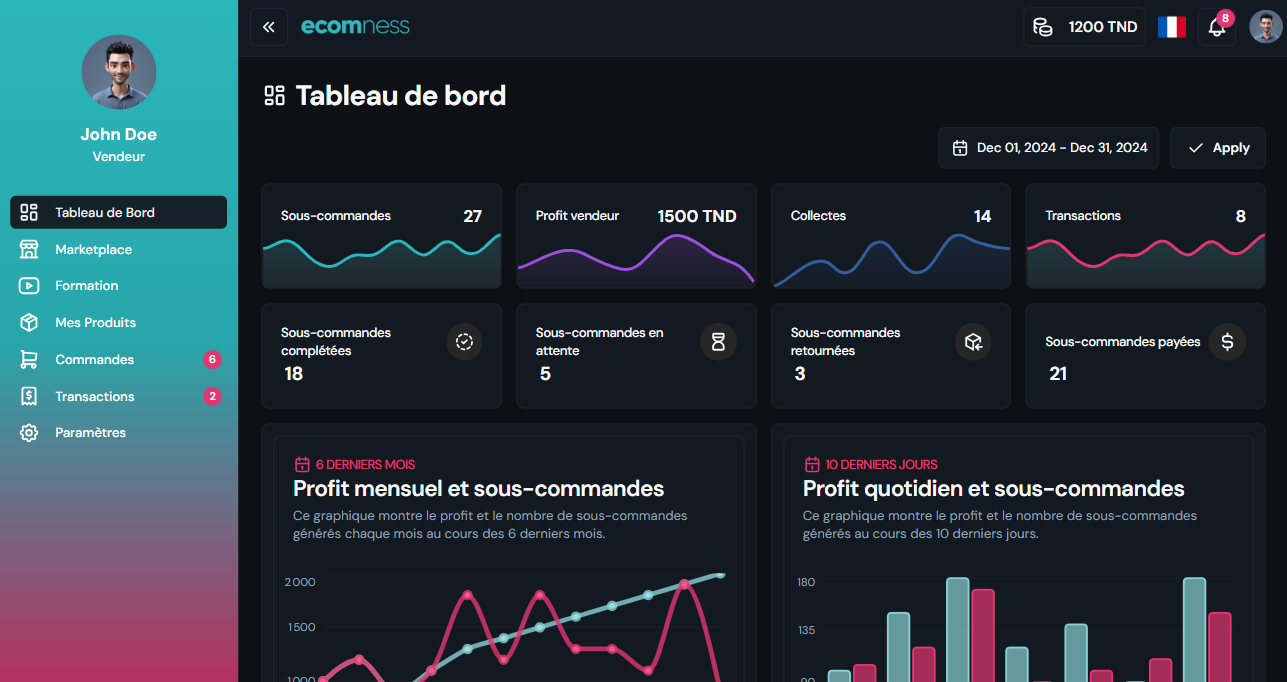 ecomness
1200 TND
8
John Doe
Vendeur
Tableau de Bord
Marketplace
Formation
Mes Produits
Commandes
6
Transactions
2
Paramètres
Tableau de bord
Dec 01, 2024 - Dec 31, 2024
Apply
Sous-commandes
27
Profit vendeur
1500 TND
Collectes
14
Transactions
8
Sous-commandes
complétées
18
Sous-commandes en
attente
5
Sous-commandes
retournées
3
Sous-commandes payées
21
6 DERNIERS MOIS
Profit mensuel et sous-commandes
Ce graphique montre le profit et le nombre de sous-commandes
générés chaque mois au cours des 6 derniers mois.
2000
1500
1000
10 DERNIERS JOURS
Profit quotidien et sous-commandes
Ce graphique montre le profit et le nombre de sous-commandes
générés au cours des 10 derniers jours.
180
135
90